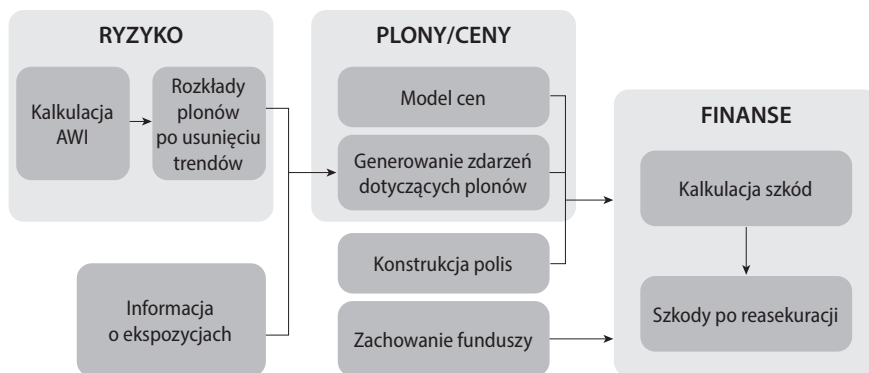 RYZYKO
Kalkulacja
AWI
Rozkłady
plonów
po usunięciu
trendów
Informacja
o ekspozycjach
PLONY/CENY
Model cen
Generowanie zdarzeń
dotyczących plonów
Konstrukcja polis
Zachowanie funduszy
FINANSE
Kalkulacja szkód
Szkody po reasekuracji